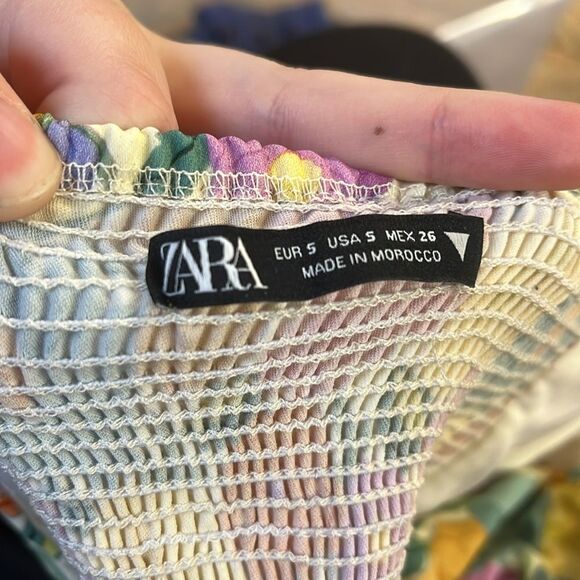 ZARA
EUR S USA S MEX 26
MADE IN MOROCCO